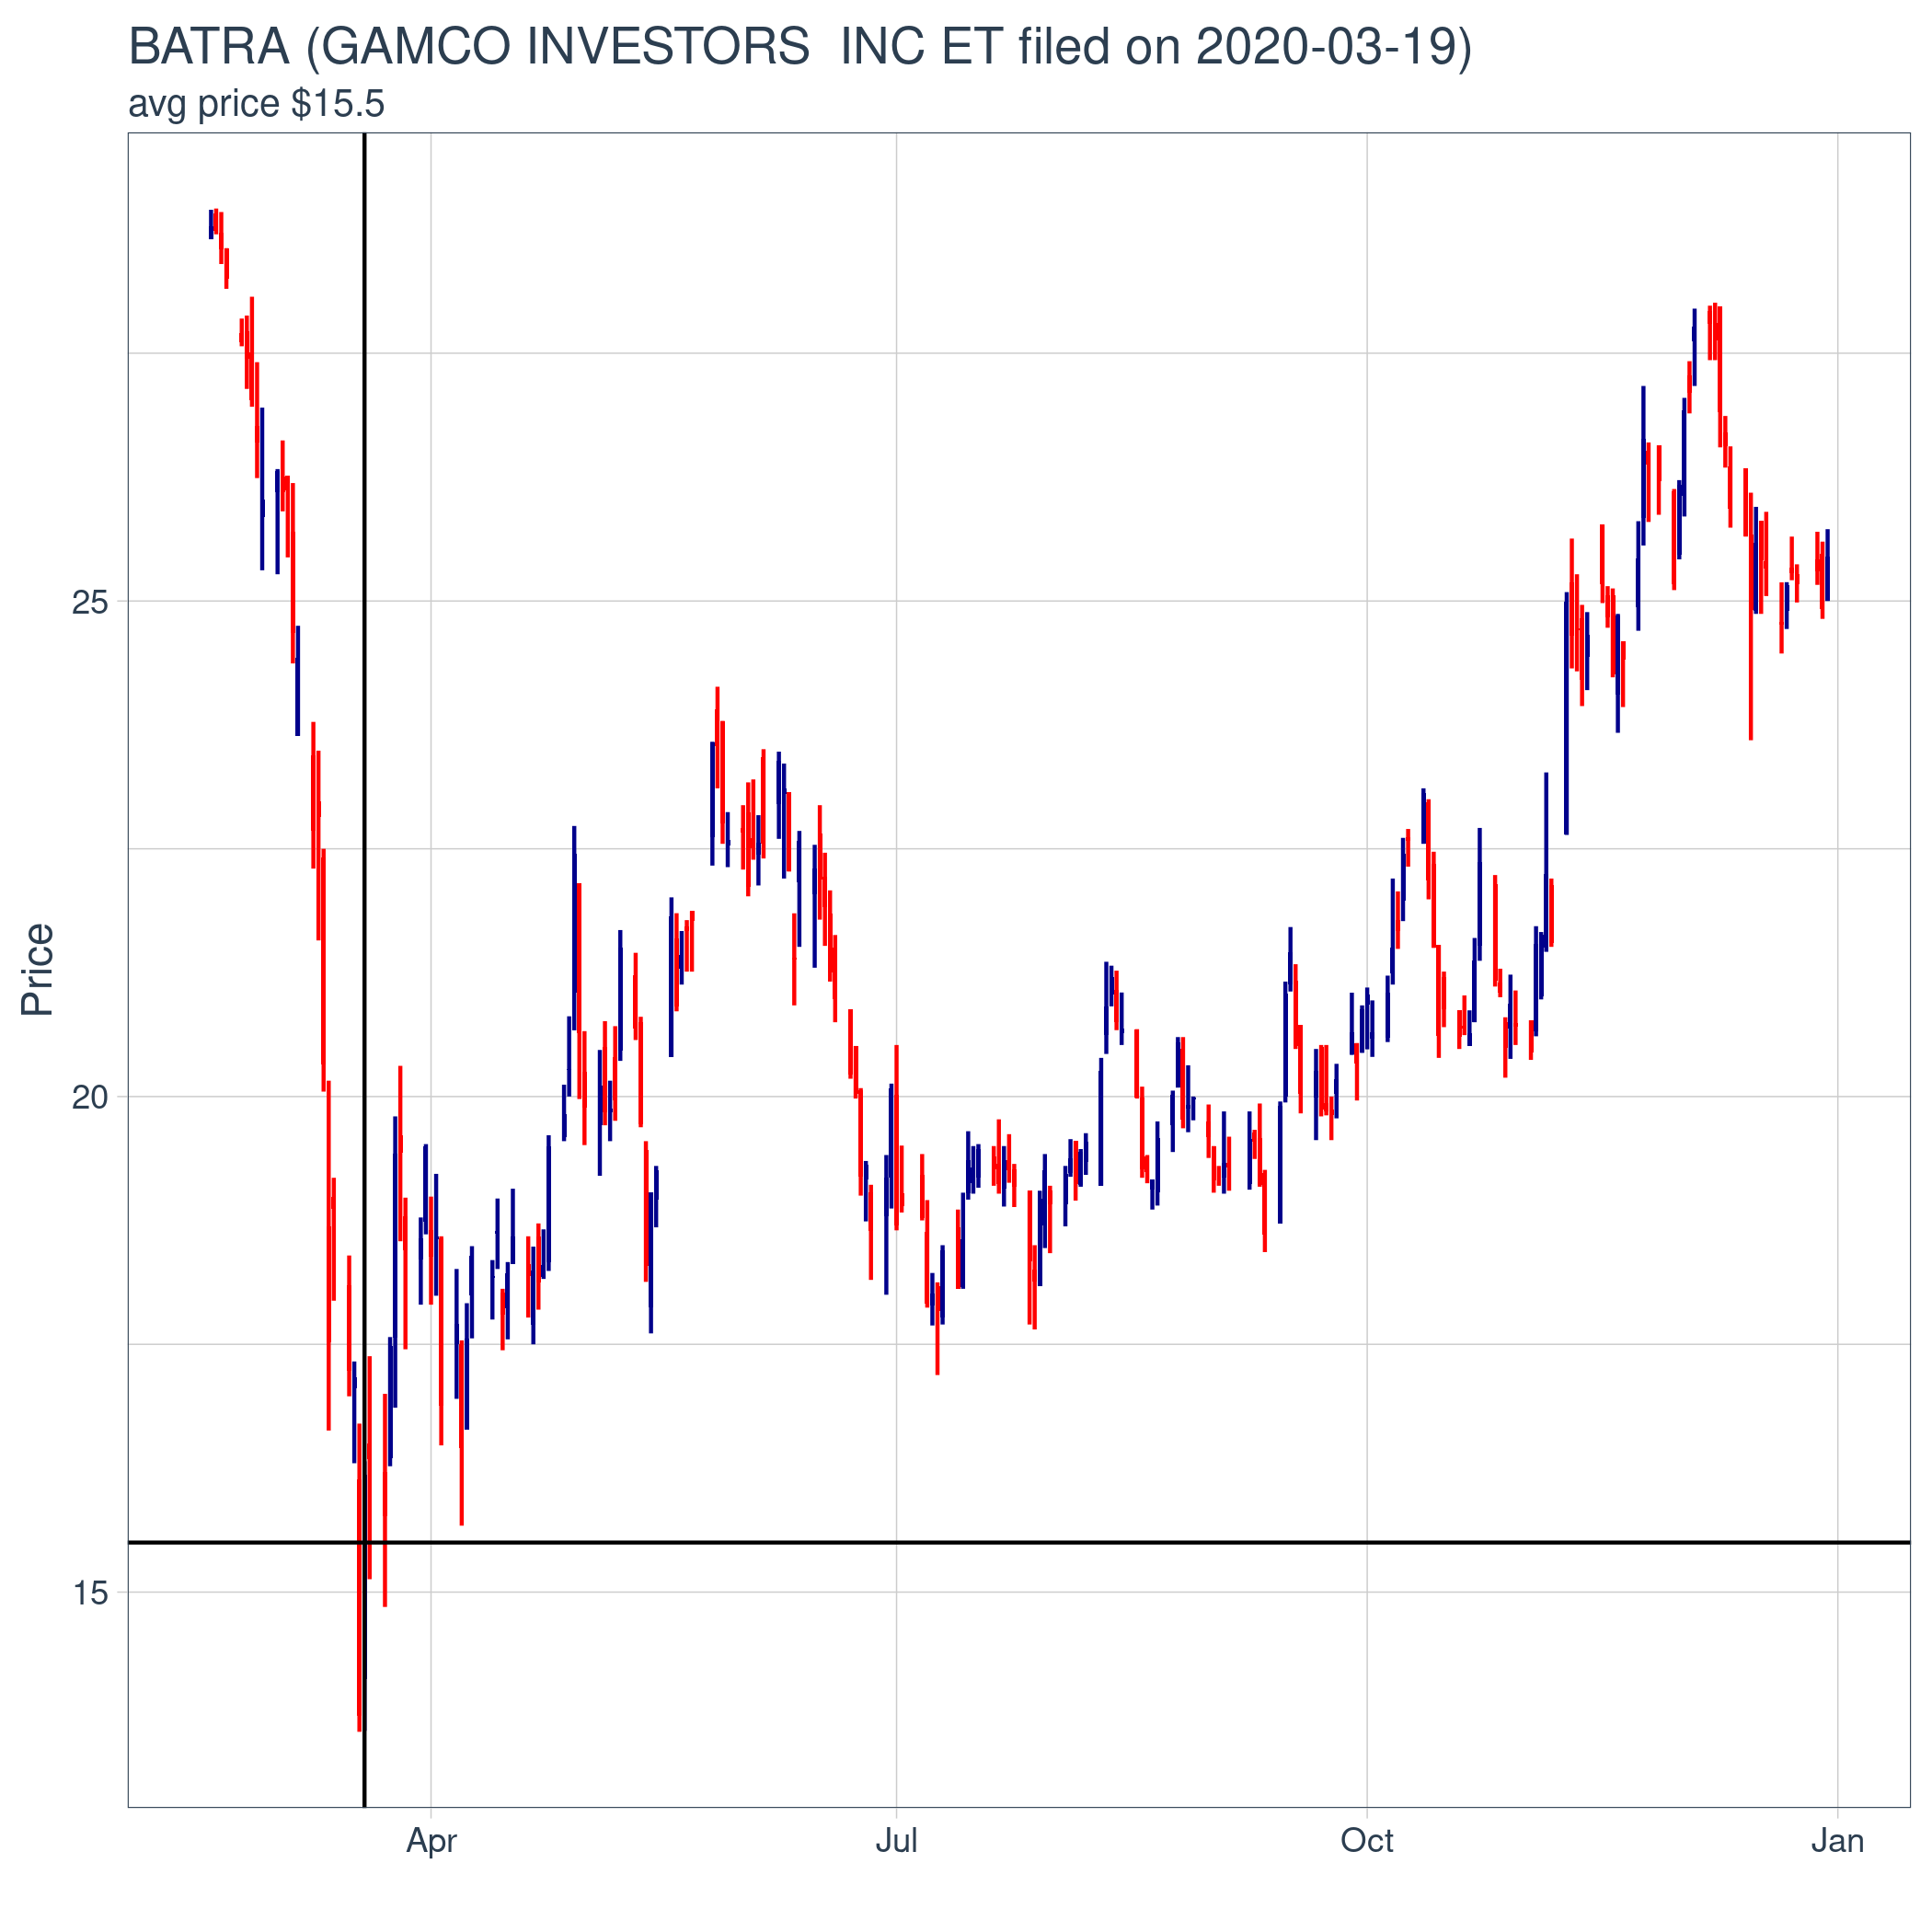 BATRA (GAMCO INVESTORS  INC ET filed on 2020-03-19)
avg price $15.5
Price
25
20
15
Apr
Jul
Oct
Jan